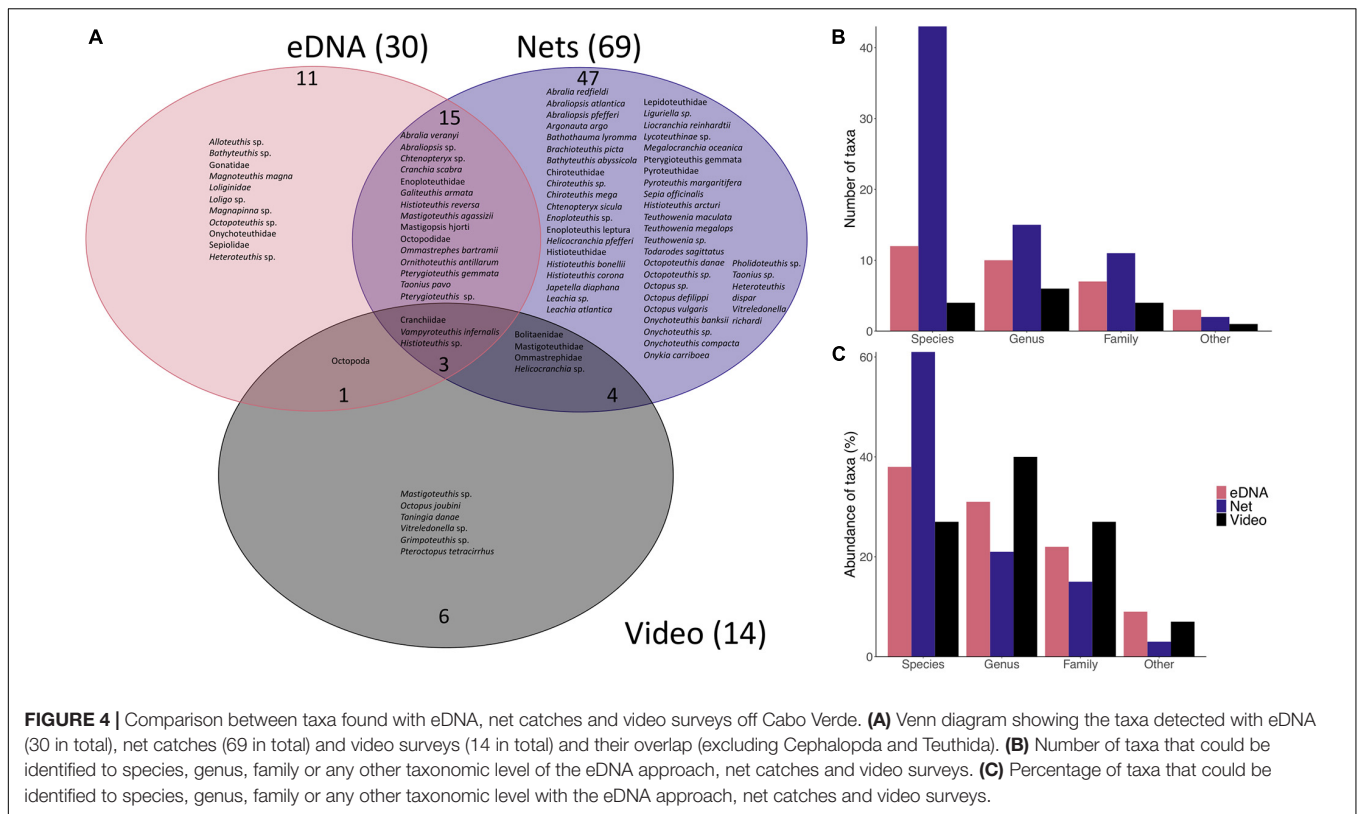 A
eDNA (30)
Nets (69)
11
47
15
Alloteuthis sp.
Bathyteuthis sp.
Gonatidae
Magnoteuthis magna
Loliginidae
Loligo sp.
Magnapinna sp.
Octopoteuthis sp.
Onychoteuthidae
Sepiolidae
Heteroteuthis sp.
Abralia veranyi
Abraliopsis sp.
Chtenopteryx sp.
Cranchia scabra
Enoploteuthidae
Galiteuthis armata
Histioteuthis reversa
Mastigoteuthis agassizii
Mastigopsis hjorti
Octopodidae
Ommastrephes bartramii
Ornithoteuthis antillarum
Pterygioteuthis gemmata
Taonius pavo
Pterygioteuthis sp.
Abralia redfieldi
Abraliopsis atlantica
Abraliopsis pfefferi
Argonauta argo
Bathothauma lyromma
Brachioteuthis picta
Bathyteuthis abyssicola
Chiroteuthidae
Chiroteuthis sp.
Chiroteuthis mega
Chtenopteryx sicula
Enoploteuthis sp.
Enoploteuthis leptura
Helicocranchia pfefferi
Histioteuthidae
Histioteuthis bonellii
Histioteuthis corona
Japetella diaphana
Leachia sp.
Leachia atlantica
Lepidoteuthidae
Liguriella sp.
Liocranchia reinhardtii
Lycoteuthinae sp.
Megalocranchia oceanica
Pterygioteuthis gemmata
Pyroteuthidae
Pyroteuthis margaritifera
Sepia officinalis
Histioteuthis arcturi
Teuthowenia maculata
Teuthowenia megalops
Teuthowenia sp.
Todarodes sagittatus
Octopoteuthis danae
Octopoteuthis sp.
Octopus sp.
Octopus defilippi
Octopus vulgaris
Onychoteuthis banksii
Onychoteuthis sp.
Onychoteuthis compacta
Onykia carriboea
Pholidoteuthis sp.
Taonius sp.
Heteroteuthis
dispar
Vitreledonella
richardi
Cranchiidae
Vampyroteuthis infernalis
Histioteuthis sp.
3
Bolitaenidae
Mastigoteuthidae
Ommastrephidae
Helicocranchia sp.
4
Octopoda
1
Mastigoteuthis sp.
Octopus joubini
Taningia danae
Vitreledonella sp.
Grimpoteuthis sp.
Pteroctopus tetracirrhus
6
Video (14)
B
Number of taxa
40
30
20
10
0
Species Genus Family Other
C
Abundance of taxa (%)
60
40
20
0
Species Genus Family Other
eDNA
Net
Video
FIGURE 4 | Comparison between taxa found with eDNA, net catches and video surveys off Cabo Verde. (A) Venn diagram showing the taxa detected with eDNA
(30 in total), net catches (69 in total) and video surveys (14 in total) and their overlap (excluding Cephalopda and Teuthida). (B) Number of taxa that could be
identified to species, genus, family or any other taxonomic level of the eDNA approach, net catches and video surveys. (C) Percentage of taxa that could be
identified to species, genus, family or any other taxonomic level with the eDNA approach, net catches and video surveys.